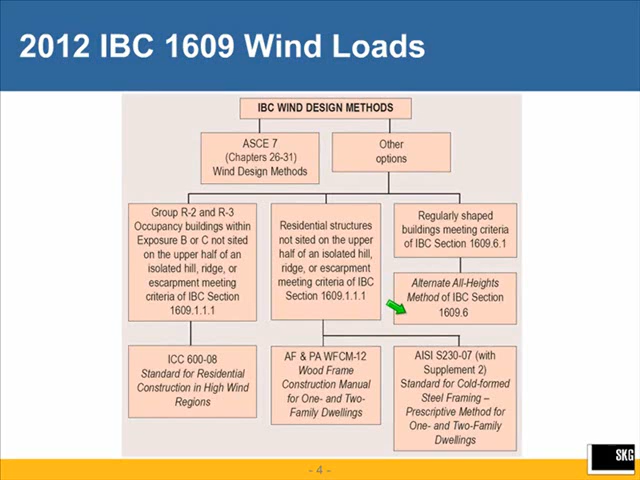 2012 IBC 1609 Wind Loads
IBC WIND DESIGN METHODS
ASCE 7
(Chapters 26-31)
Wind Design Methods
Other
options
Group R-2 and R-3
Occupancy buildings within
Exposure B or C not sited
on the upper half of an
isolated hill, ridge, or
escarpment meeting
criteria of IBC Section
1609.1.1.1
Residential structures
not sited on the upper
half of an isolated hill,
ridge, or escarpment
meeting criteria of IBC
Section 1609.1.1.1
Regularly shaped
buildings meeting criteria
of IBC Section 1609.6.1
Alternate All-Heights
Method of IBC Section
1609.6
ICC 600-08
Standard for Residential
Construction in High Wind
Regions
AF & PA WFCM-12
Wood Frame
Construction Manual
for One- and Two-
Family Dwellings
AISI S230-07 (with
Supplement 2)
Standard for Cold-formed
Steel Framing –
Prescriptive Method for
One- and Two-Family
Dwellings
- 4 -
SKG